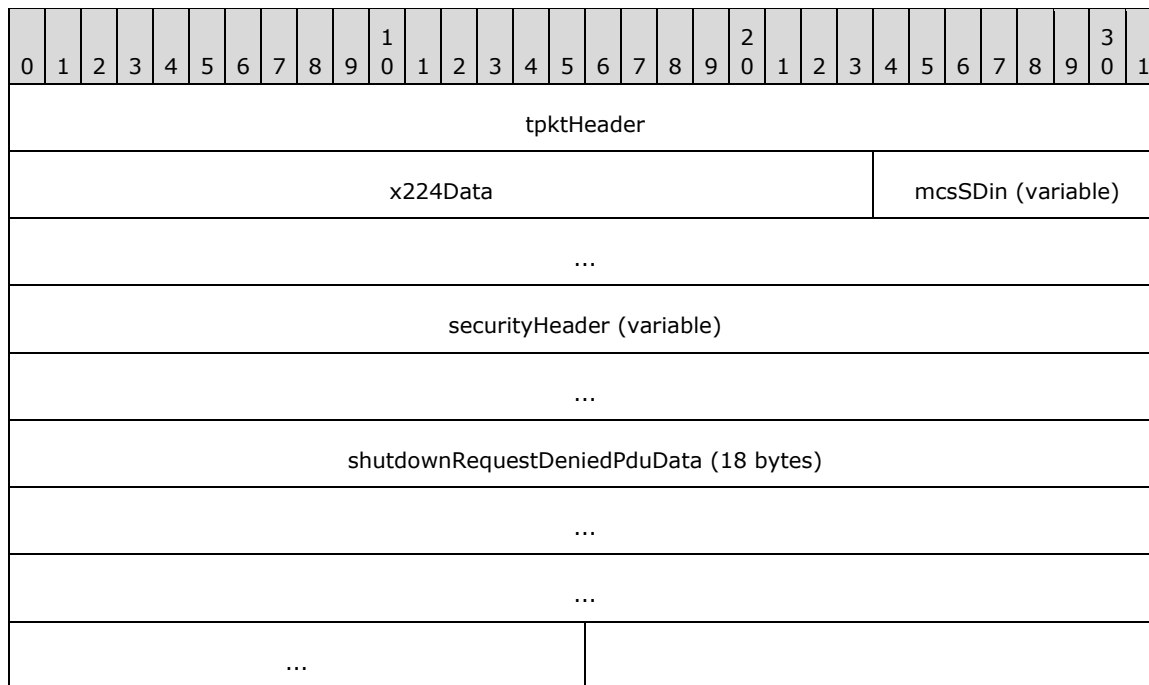 1 2 3
0 1 2 3 4 5 6 7 8 9 0 1 2 3 4 5 6 7 8 9 0 1 2 3 4 5 6 7 8 9 0 1
tpktHeader
x224Data mcsSDin (variable)
...
securityHeader (variable)
...
shutdownRequestDeniedPduData (18 bytes)
...
...
...